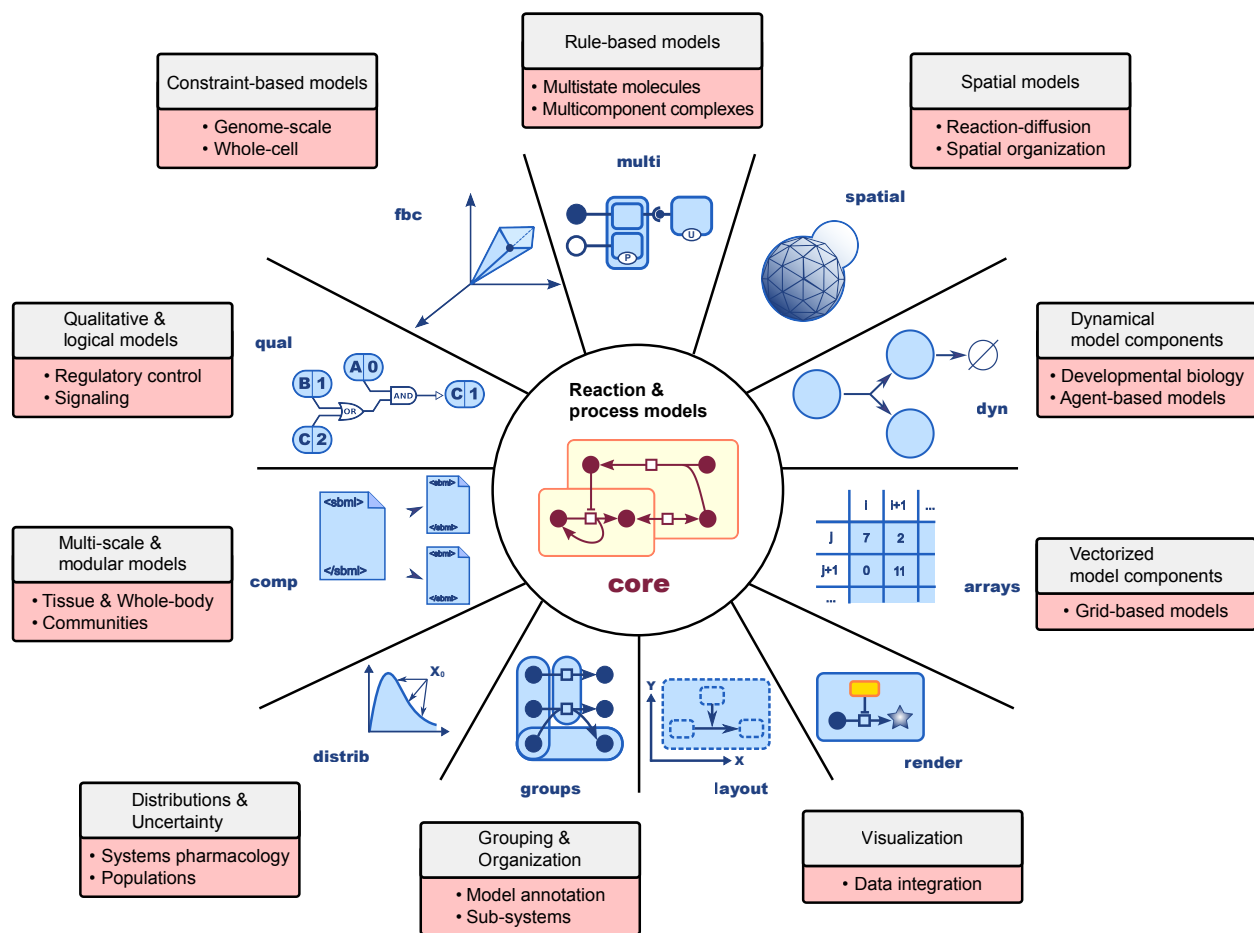 Rule-based models
• Multistate molecules
• Multicomponent complexes
multi
P
U
Constraint-based models
• Genome-scale
• Whole-cell
fbc
Spatial models
• Reaction-diffusion
• Spatial organization
spatial
Qualitative &
logical models
• Regulatory control
• Signaling
qual
A 0
B 1
AND
C 1
OR
C 2
Dynamical
model components
• Developmental biology
• Agent-based models
dyn
Reaction &
process models
core
Multi-scale &
modular models
• Tissue & Whole-body
• Communities
comp
<sbml>
</sbml>
<sbml>
</sbml>
<sbml>
</sbml>
i i+1 ...
j 7 2
j+1 0 11
...
arrays
Vectorized
model components
• Grid-based models
X₀
distrib
Distributions &
Uncertainty
• Systems pharmacology
• Populations
groups
Grouping &
Organization
• Model annotation
• Sub-systems
Y
X
layout
render
Visualization
• Data integration